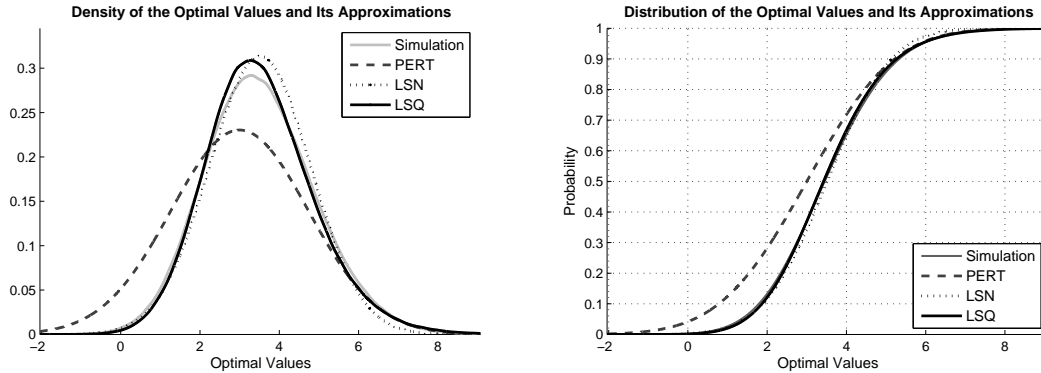 Density of the Optimal Values and Its Approximations
0.3
0.25
0.2
0.15
0.1
0.05
0
−2
0
2
4
6
8
Optimal Values
Simulation
PERT
LSN
LSQ
Distribution of the Optimal Values and Its Approximations
Probability
1
0.9
0.8
0.7
0.6
0.5
0.4
0.3
0.2
0.1
0
−2
0
2
4
6
8
Optimal Values
Simulation
PERT
LSN
LSQ